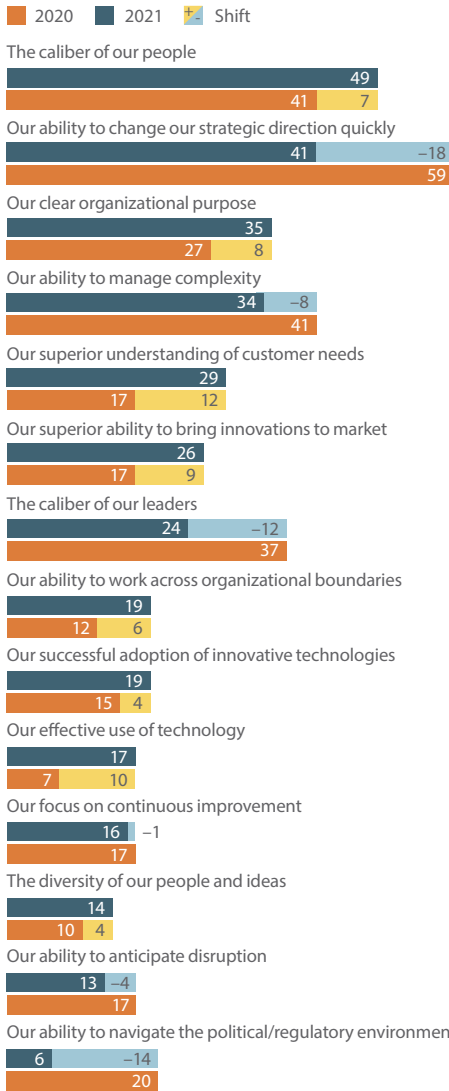 2020 2021 + - Shift
The caliber of our people
49
41 7
Our ability to change our strategic direction quickly
41 –18
59
Our clear organizational purpose
35
27 8
Our ability to manage complexity
34 –8
41
Our superior understanding of customer needs
29
17 12
Our superior ability to bring innovations to market
26
17 9
The caliber of our leaders
24 –12
37
Our ability to work across organizational boundaries
19
12 6
Our successful adoption of innovative technologies
19
15 4
Our effective use of technology
17
7 10
Our focus on continuous improvement
16 –1
17
The diversity of our people and ideas
14
10 4
Our ability to anticipate disruption
13 –4
17
Our ability to navigate the political/regulatory environmen
6 –14
20